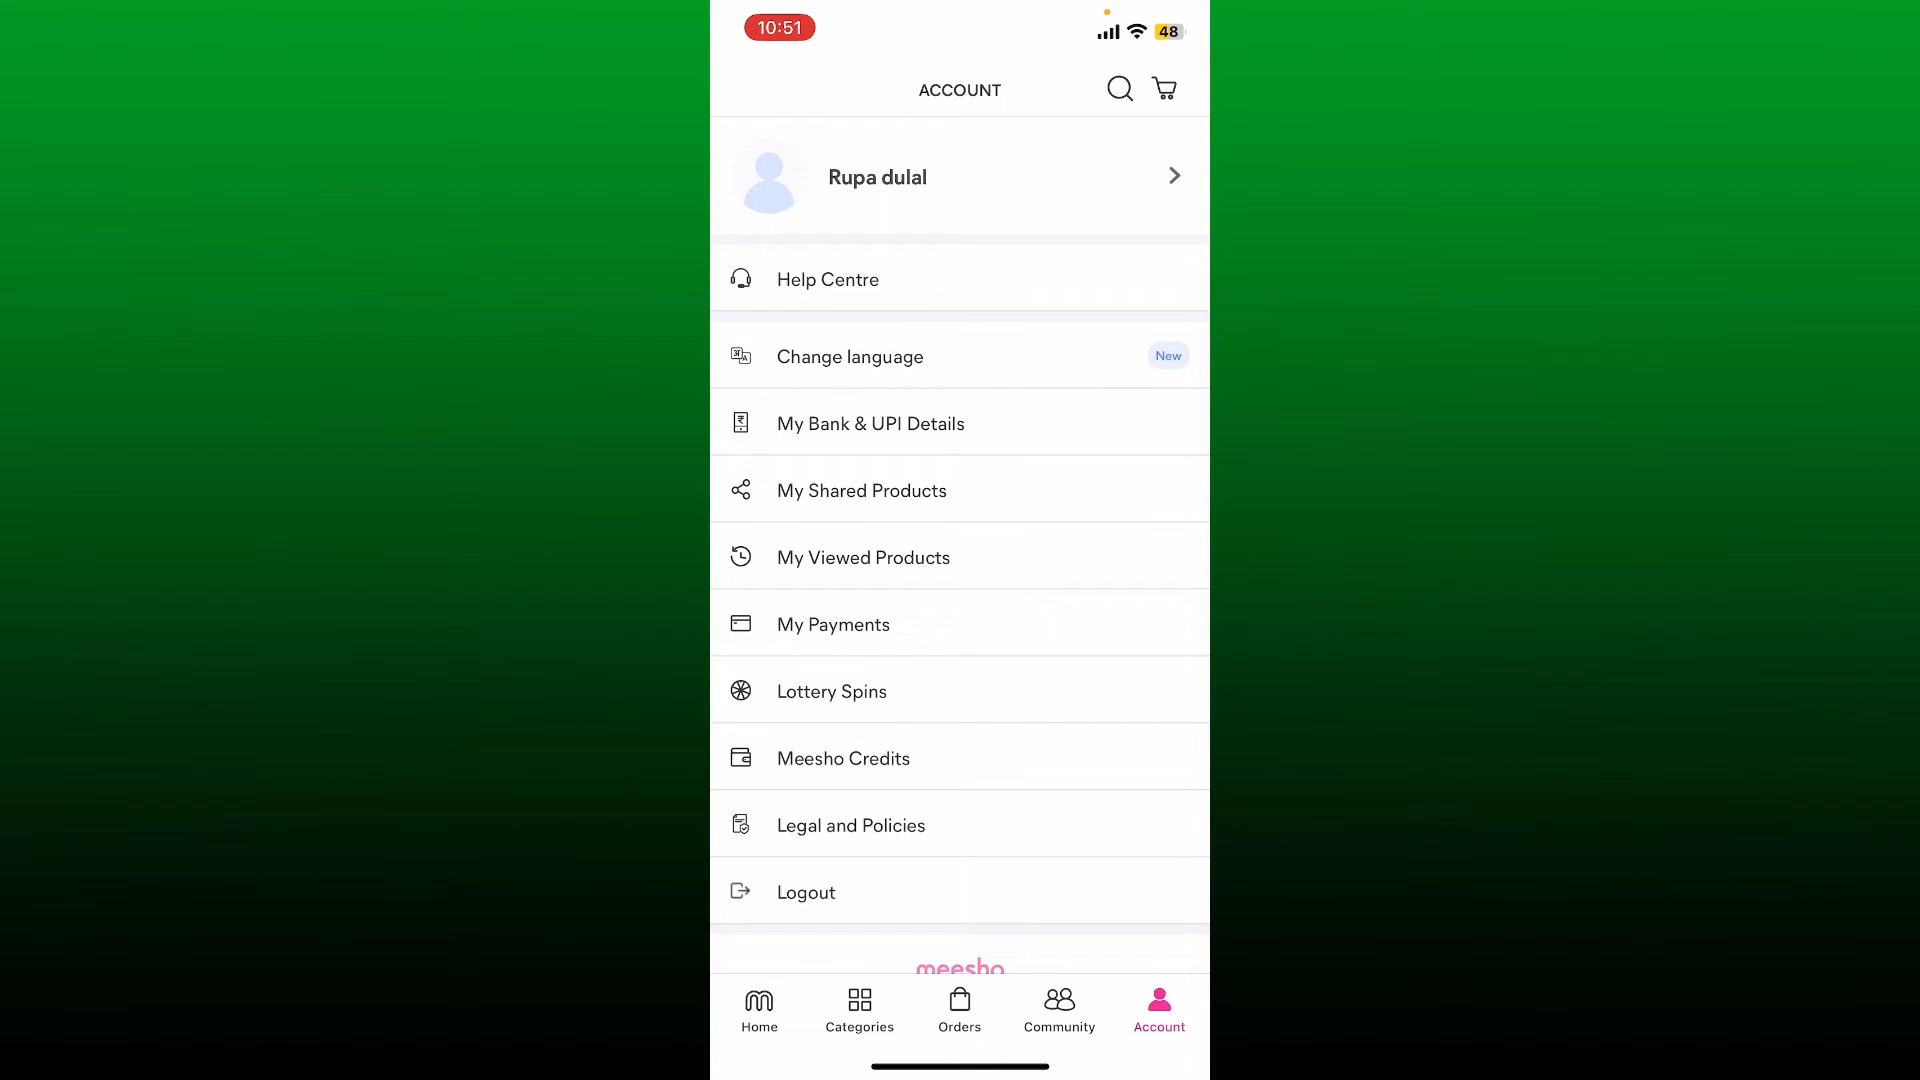 10:51
48
ACCOUNT
Rupa dulal
Help Centre
Change language
New
My Bank & UPI Details
My Shared Products
My Viewed Products
My Payments
Lottery Spins
Meesho Credits
Legal and Policies
Logout
meesho
Home
Categories
Orders
Community
Account